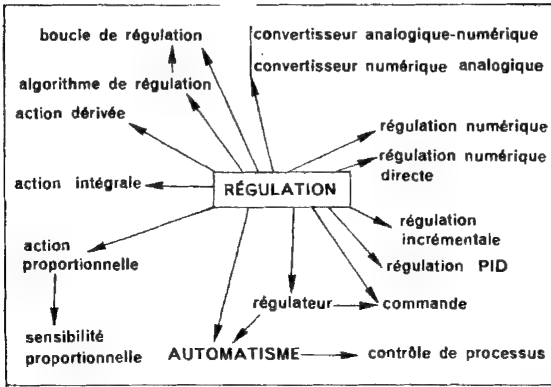 boucle de régulation
convertisseur analogique-numérique
convertisseur numérique analogique
algorithme de régulation
action dérivée
régulation numérique
régulation numérique
directe
action intégrale
RÉGULATION
régulation
incrémentale
action
proportionnelle
régulation PID
régulateur
commande
sensibilité
proportionnelle
AUTOMATISME
contrôle de processus